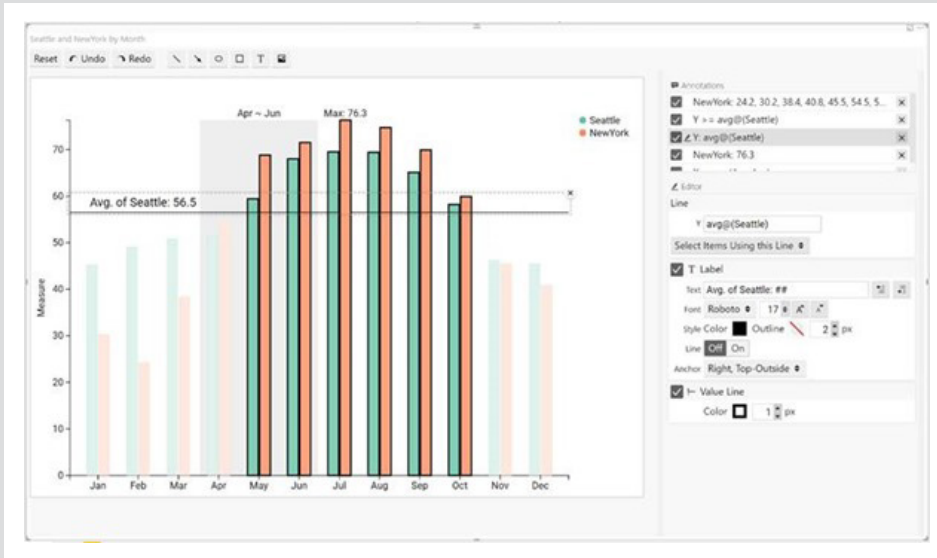 Seattle and NewYork by Month
Reset Undo Redo T
Apr ~ Jun Max: 76.3
Seattle
NewYork
Avg. of Seattle: 56.5
Measure
70
60
50
40
30
20
10
0
Jan Feb Mar Apr May Jun Jul Aug Sep Oct Nov Dec
Annotations
NewYork: 24.2, 30.2, 38.4, 40.8, 45.5, 54.5, 5...
Y >= avg@(Seattle)
Y: avg@(Seattle)
NewYork: 76.3
Editor
Line
Y avg@(Seattle)
Select Items Using this Line
T Label
Text Avg. of Seattle: ##
Font Roboto 17 A A
Style Color Outline 2 px
Line Off On
Anchor Right, Top-Outside
Value Line
Color 1 px